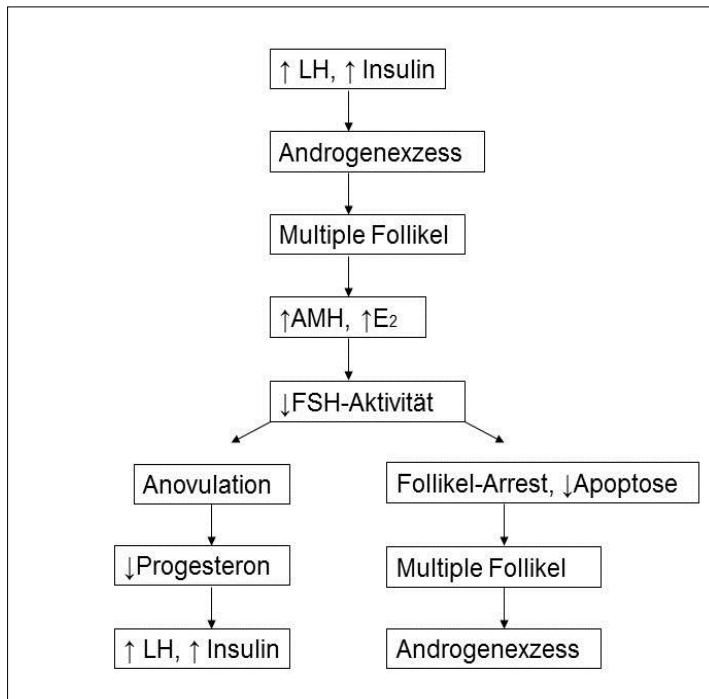 ↑ LH, ↑ Insulin
Androgenexzess
Multiple Follikel
↑AMH, ↑E₂
↓FSH-Aktivität
Anovulation
Follikel-Arrest, ↓Apoptose
↓Progesteron
Multiple Follikel
↑ LH, ↑ Insulin
Androgenexzess